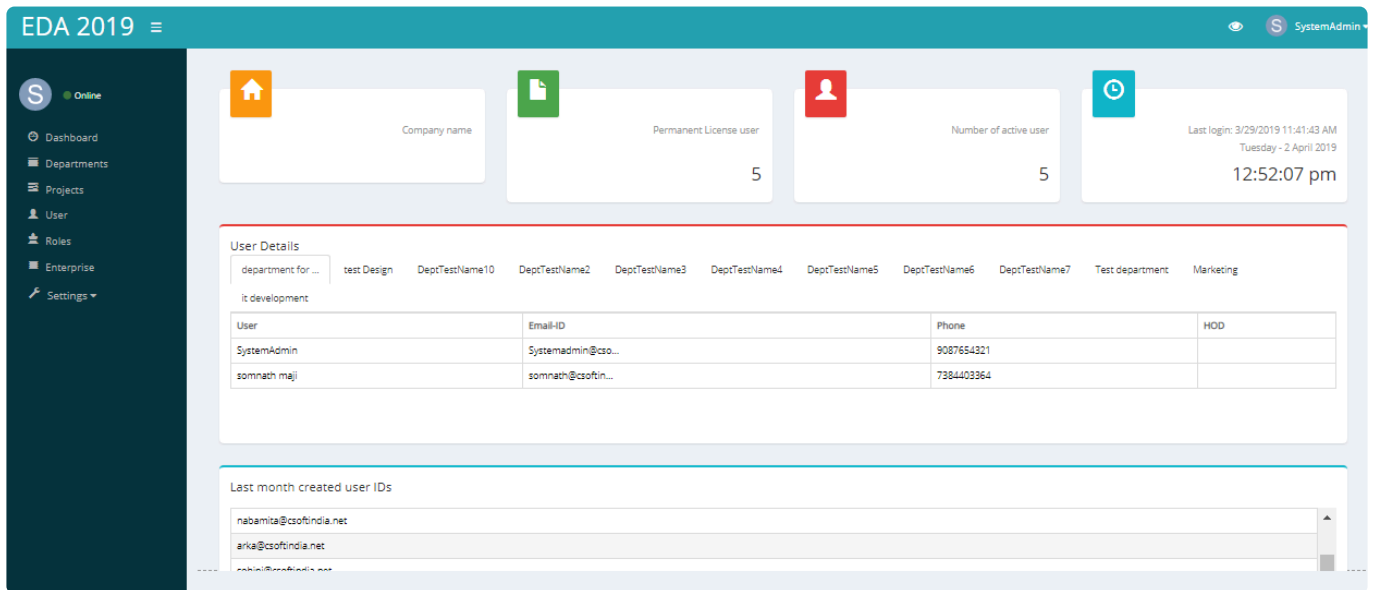 EDA 2019
SystemAdmin
S
S
Online
Dashboard
Departments
Projects
User
Roles
Enterprise
Settings
Company name
Permanent License user
5
Number of active user
5
Last login: 3/29/2019 11:41:43 AM
Tuesday - 2 April 2019
12:52:07 pm
User Details
department for ... test Design DeptTestName10 DeptTestName2 DeptTestName3 DeptTestName4 DeptTestName5 DeptTestName6 DeptTestName7 Test department Marketing
it development
User Email-ID Phone HOD
SystemAdmin Systemadmin@cso... 9087654321
somnath maji somnath@csoftin... 7384403364
Last month created user IDs
nabamita@csoftindia.net
arka@csoftindia.net